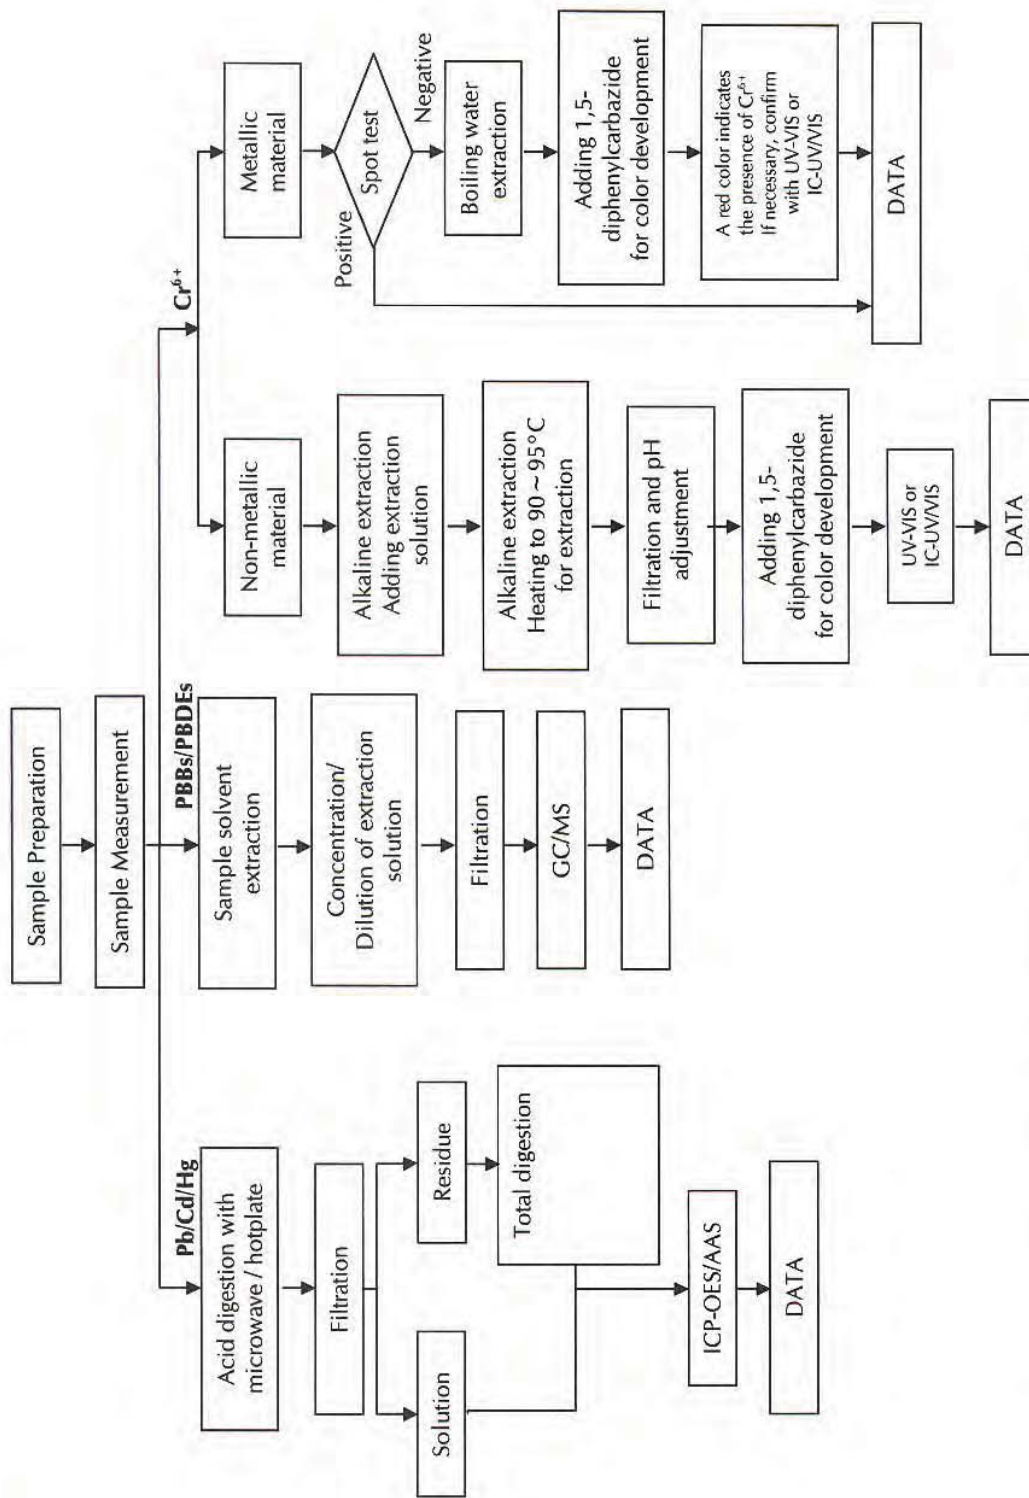 Sample Preparation
Sample Measurement
Pb/Cd/Hg
Acid digestion with
microwave / hotplate
Filtration
Solution
Residue
Total digestion
ICP-OES/AAS
DATA
PBBs/PBDEs
Sample solvent
extraction
Concentration/
Dilution of extraction
solution
Filtration
GC/MS
DATA
Cr⁶⁺
Non-metallic
material
Alkaline extraction
Adding extraction
solution
Alkaline extraction
Heating to 90 ~ 95°C
for extraction
Filtration and pH
adjustment
Adding 1,5-
diphenylcarbazide
for color development
UV-VIS or
IC-UV/VIS
DATA
Metallic
material
Spot test
Positive
Negative
Boiling water
extraction
Adding 1,5-
diphenylcarbazide
for color development
A red color indicates
the presence of Cr⁶⁺
If necessary, confirm
with UV-VIS or
IC-UV/VIS
DATA